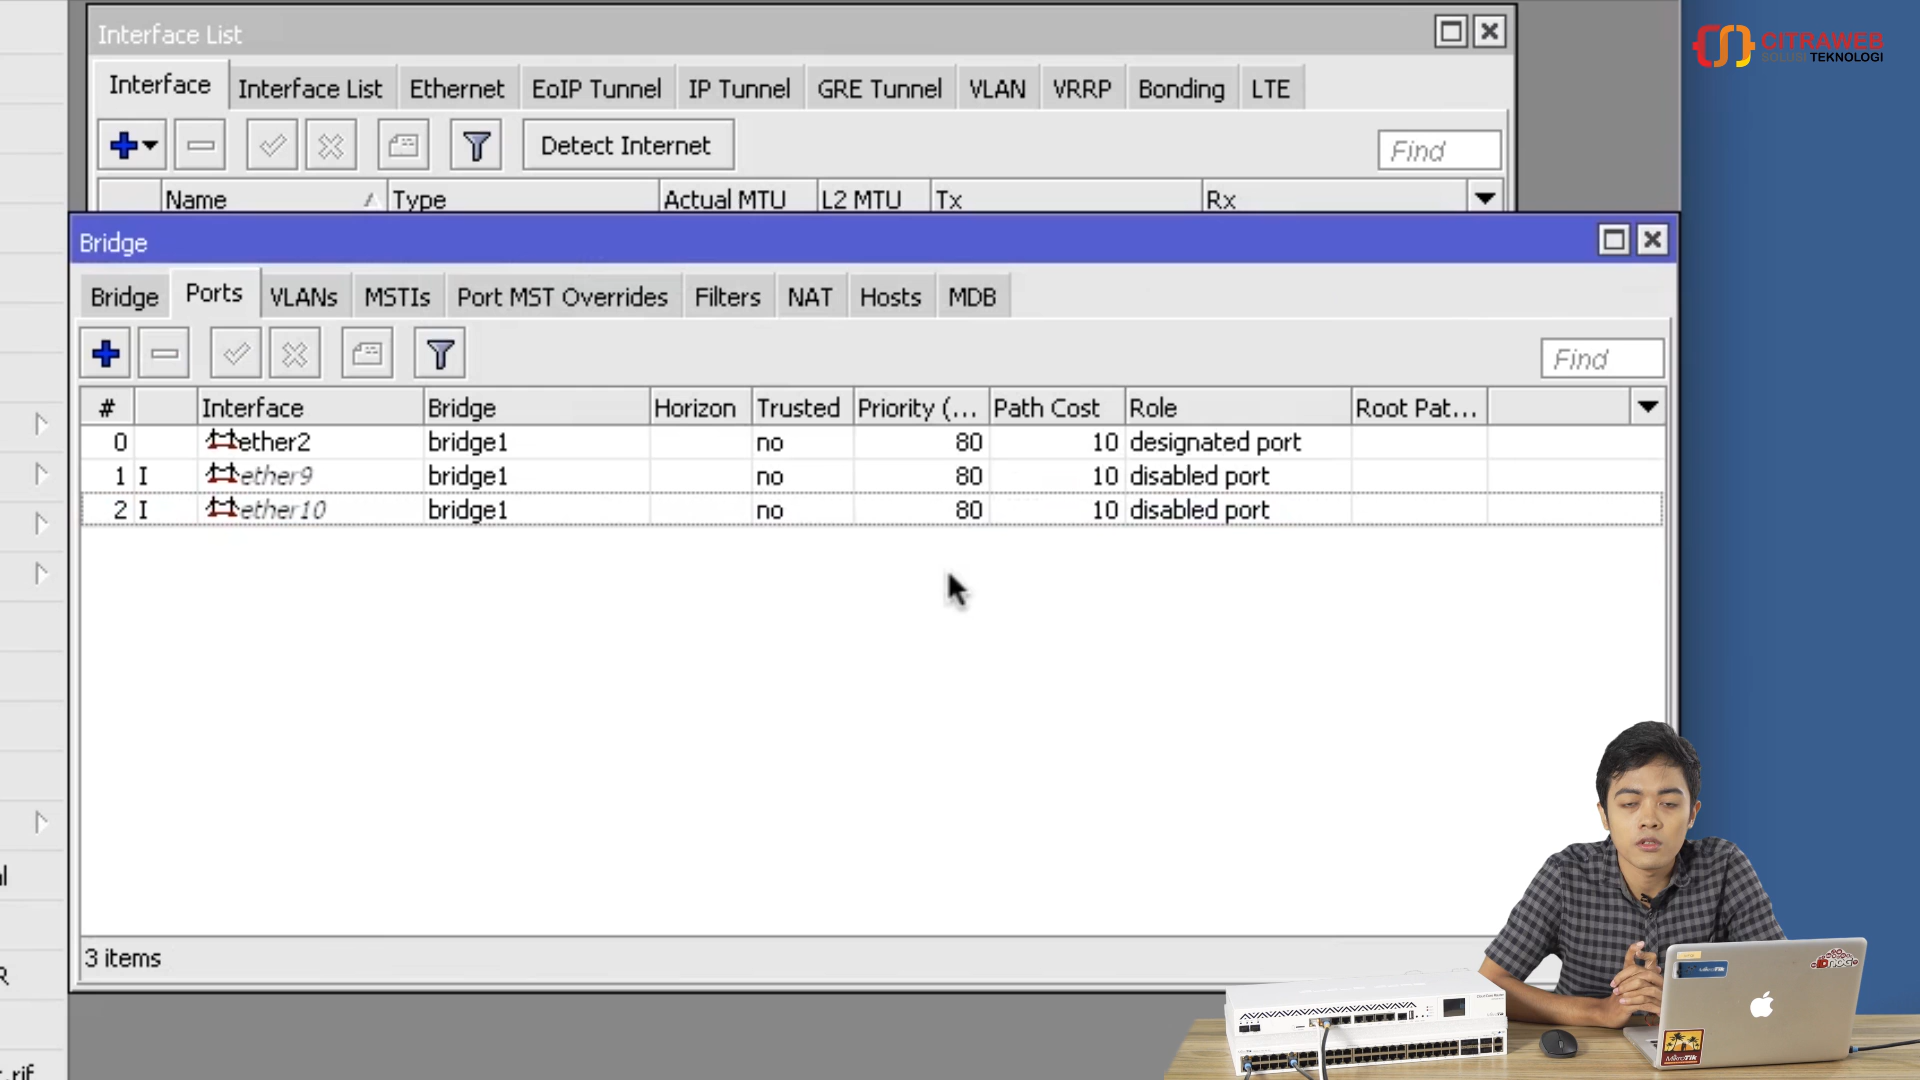 Interface List
CITRAWEB
SOLUSI TEKNOLOGI
Interface Interface List Ethernet EoIP Tunnel IP Tunnel GRE Tunnel VLAN VRRP Bonding LTE
Detect Internet Find
Name Type Actual MTU L2 MTU Tx Rx
Bridge
Bridge Ports VLANs MSTIs Port MST Overrides Filters NAT Hosts MDB
Find
# Interface Bridge Horizon Trusted Priority (... Path Cost Role Root Pat...
0 ether2 bridge1 no 80 10 designated port
1 I ether9 bridge1 no 80 10 disabled port
2 I ether10 bridge1 no 80 10 disabled port
3 items
MikroTik